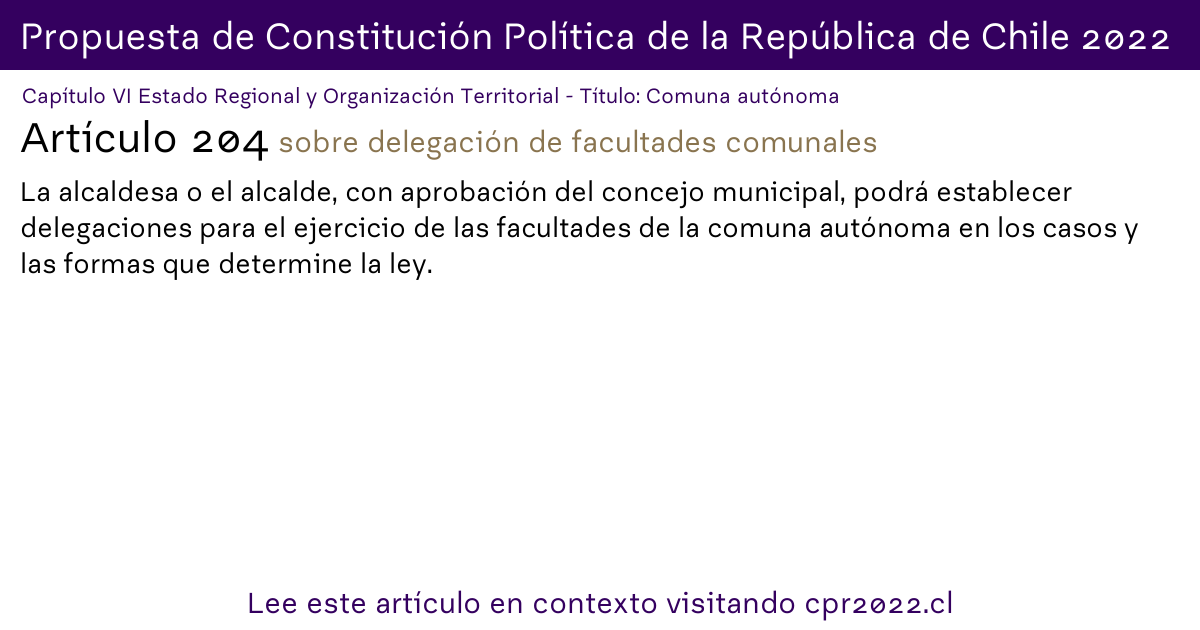 Propuesta de Constitución Política de la República de Chile 2022
Capítulo VI Estado Regional y Organización Territorial - Título: Comuna autónoma
Artículo 204 sobre delegación de facultades comunales
La alcaldesa o el alcalde, con aprobación del concejo municipal, podrá establecer
delegaciones para el ejercicio de las facultades de la comuna autónoma en los casos y
las formas que determine la ley.
Lee este artículo en contexto visitando cpr2022.cl